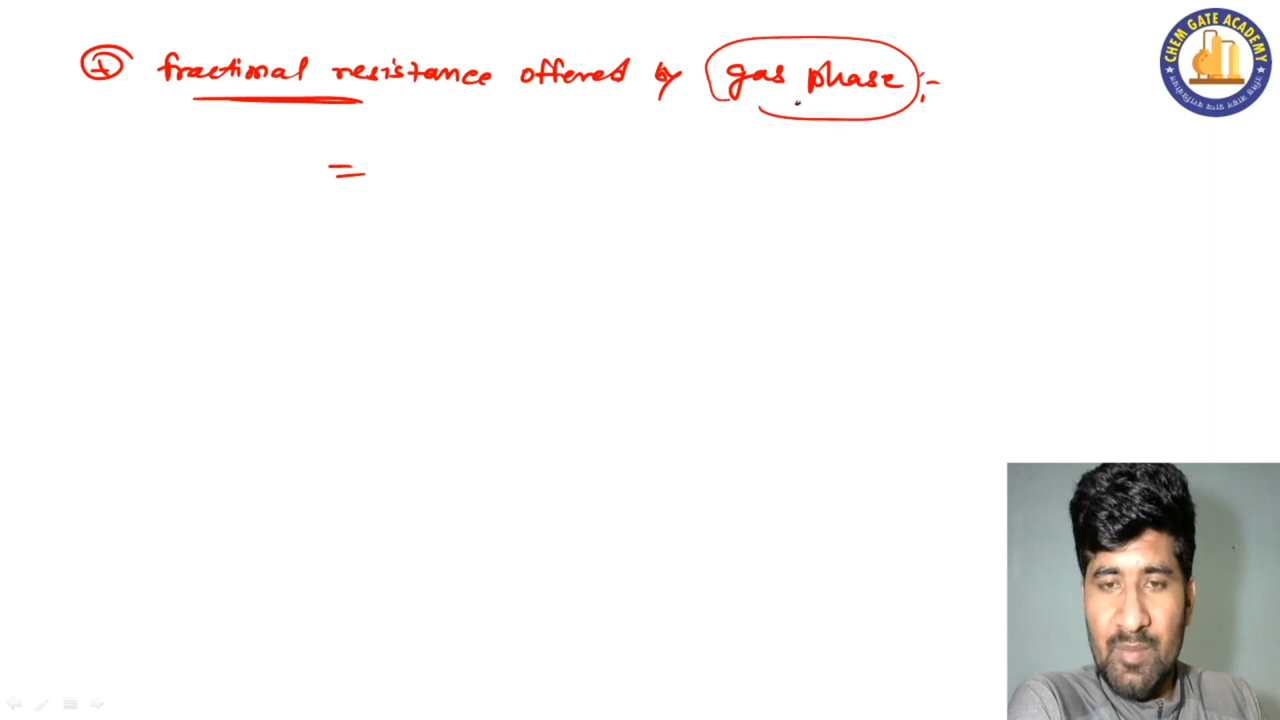 ① fractional resistance offered by gas phase :-
=
CHEM GATE ACADEMY